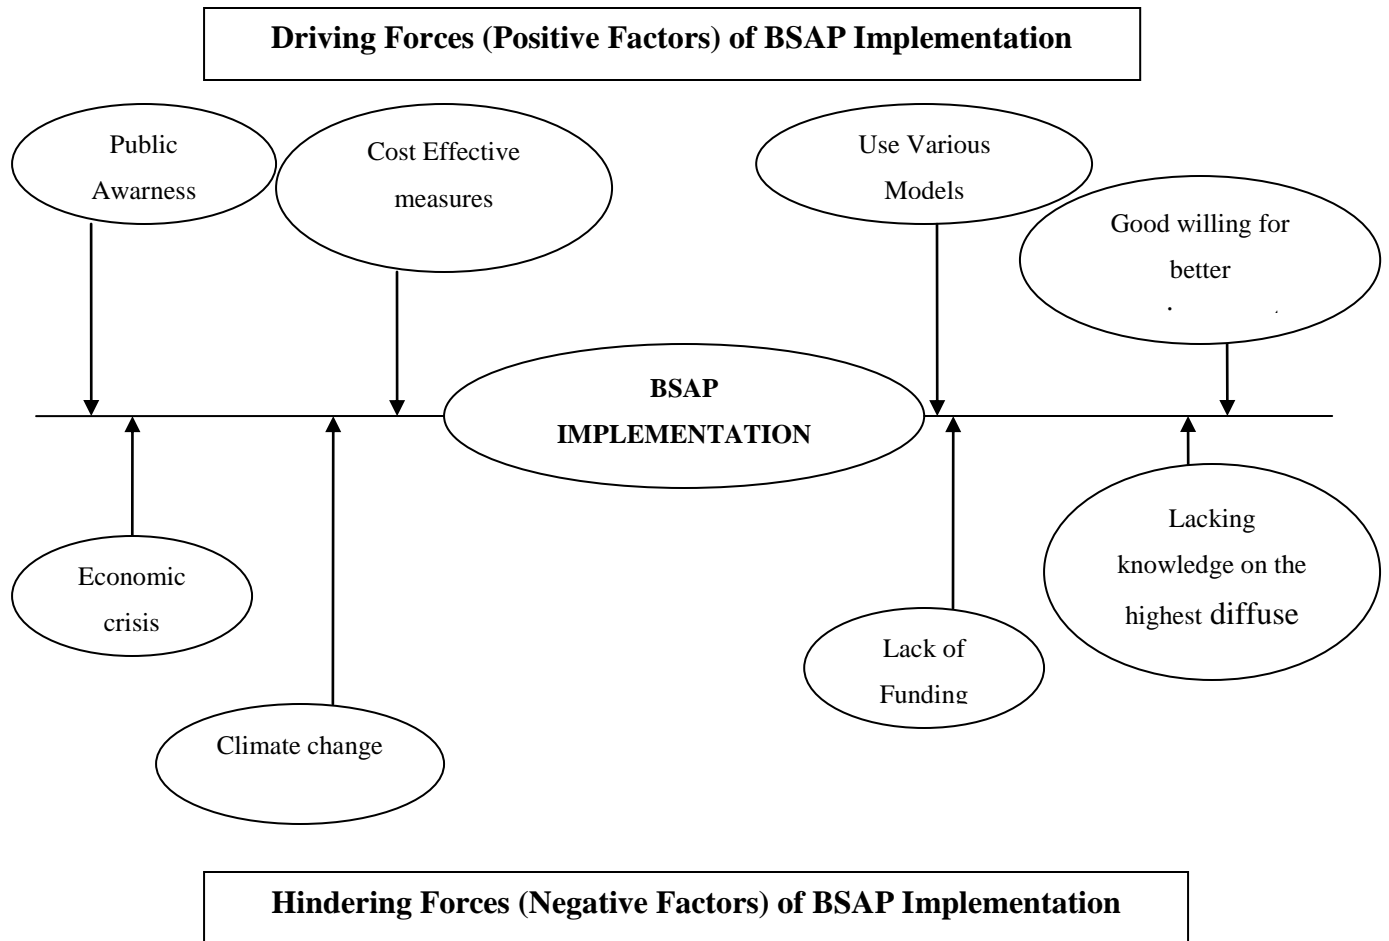 Driving Forces (Positive Factors) of BSAP Implementation
Public
Awarness
Cost Effective
measures
Use Various
Models
Good willing for
better
BSAP
IMPLEMENTATION
Economic
crisis
Climate change
Lack of
Funding
Lacking
knowledge on the
highest diffuse
Hindering Forces (Negative Factors) of BSAP Implementation